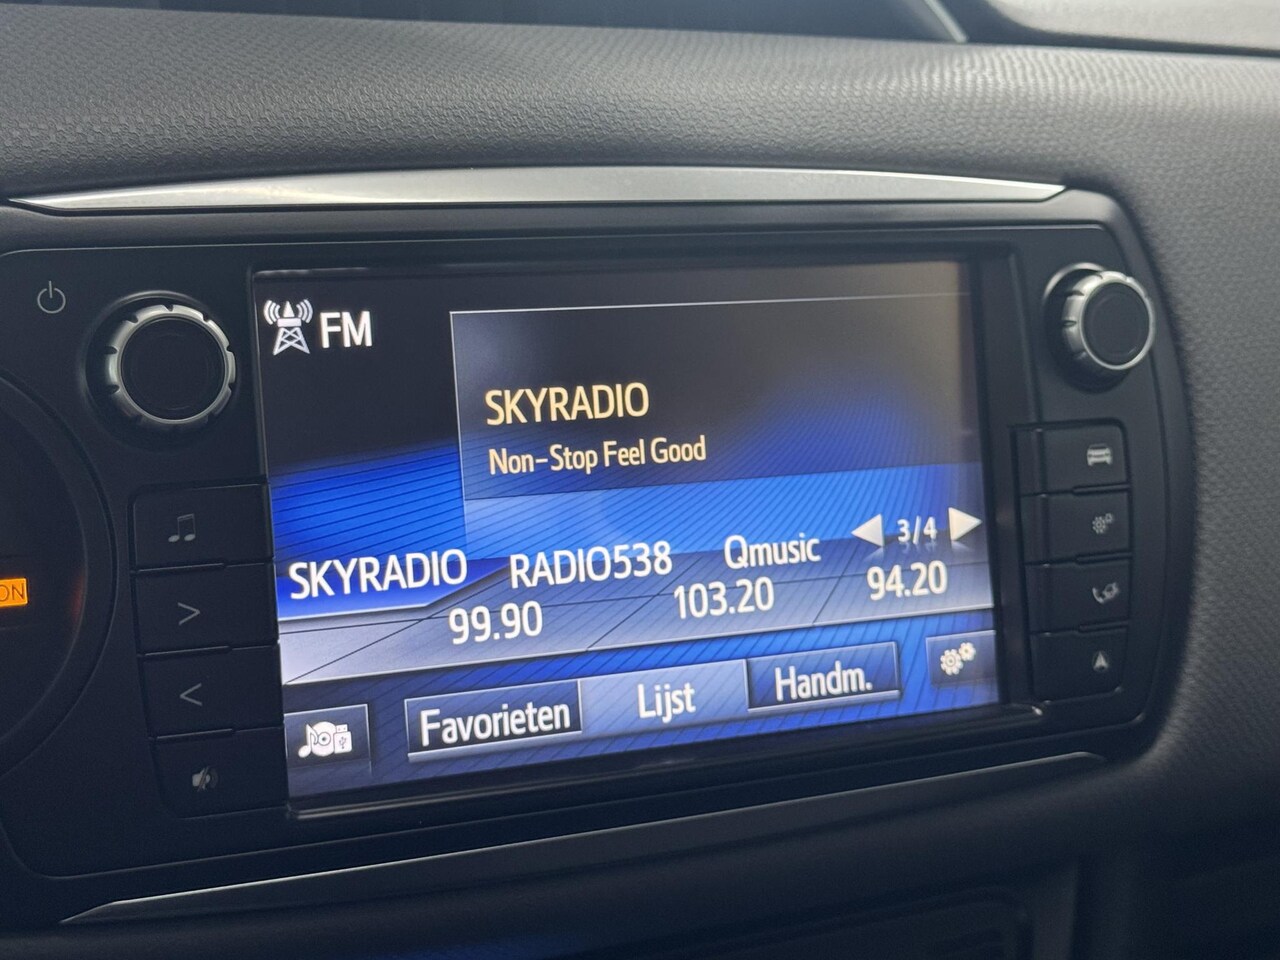 FM
SKYRADIO
Non-Stop Feel Good
3/4
SKYRADIO RADIO538 Qmusic
99.90 103.20 94.20
Favorieten Lijst Handm.
ON